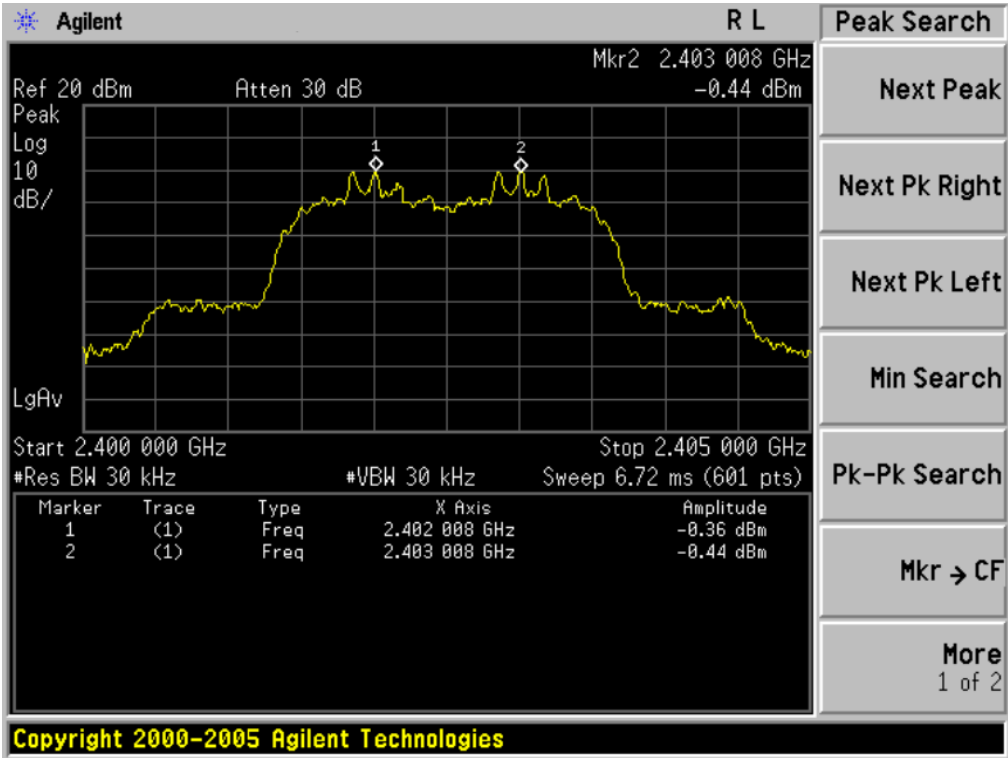 Agilent R L
Mkr2 2.403 008 GHz
Ref 20 dBm Atten 30 dB -0.44 dBm
Peak
Log
10
dB/
1 2
LgAv
Start 2.400 000 GHz Stop 2.405 000 GHz
#Res BW 30 kHz #VBW 30 kHz Sweep 6.72 ms (601 pts)
Marker Trace Type X Axis Amplitude
1 (1) Freq 2.402 008 GHz -0.36 dBm
2 (1) Freq 2.403 008 GHz -0.44 dBm
Peak Search
Next Peak
Next Pk Right
Next Pk Left
Min Search
Pk-Pk Search
Mkr → CF
More
1 of 2
Copyright 2000-2005 Agilent Technologies